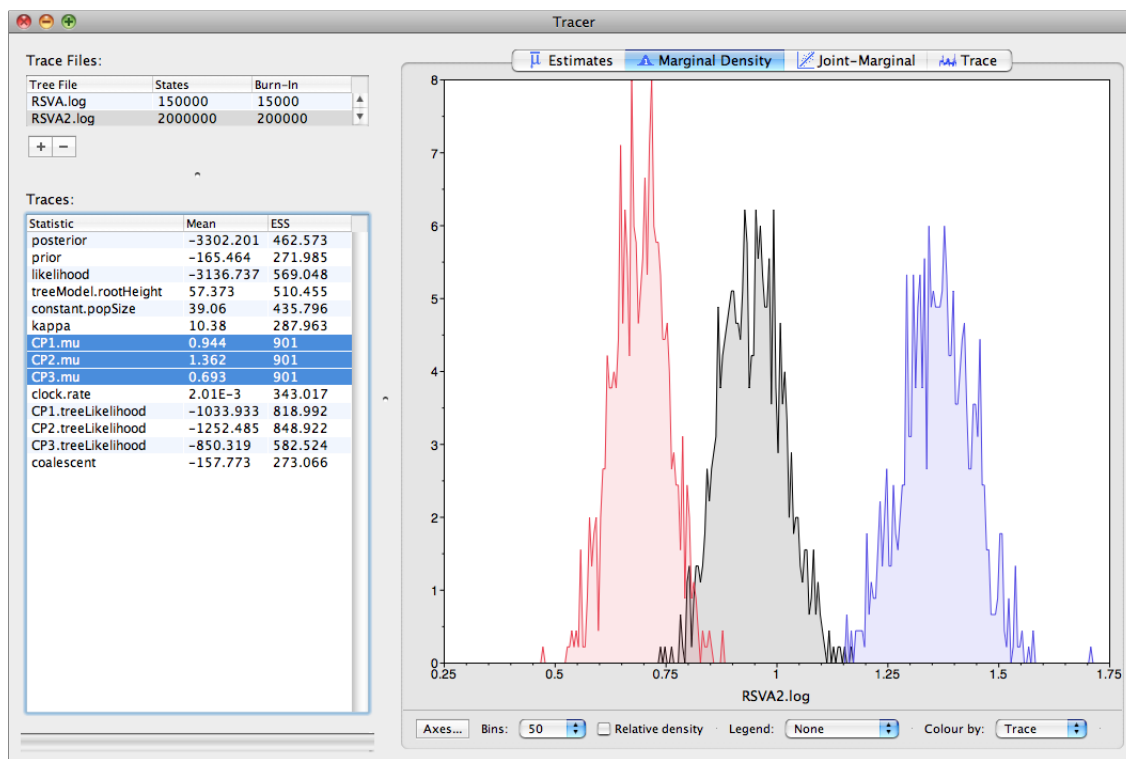 Tracer
Trace Files:
Tree File States Burn-In
RSVA.log 150000 15000
RSVA2.log 2000000 200000
+ −
Traces:
Statistic Mean ESS
posterior -3302.201 462.573
prior -165.464 271.985
likelihood -3136.737 569.048
treeModel.rootHeight 57.373 510.455
constant.popSize 39.06 435.796
kappa 10.38 287.963
CP1.mu 0.944 901
CP2.mu 1.362 901
CP3.mu 0.693 901
clock.rate 2.01E-3 343.017
CP1.treeLikelihood -1033.933 818.992
CP2.treeLikelihood -1252.485 848.922
CP3.treeLikelihood -850.319 582.524
coalescent -157.773 273.066
μ Estimates Marginal Density Joint-Marginal Trace
8
7
6
5
4
3
2
1
0
0.25 0.5 0.75 1 1.25 1.5 1.75
RSVA2.log
Axes... Bins: 50 Relative density Legend: None Colour by: Trace